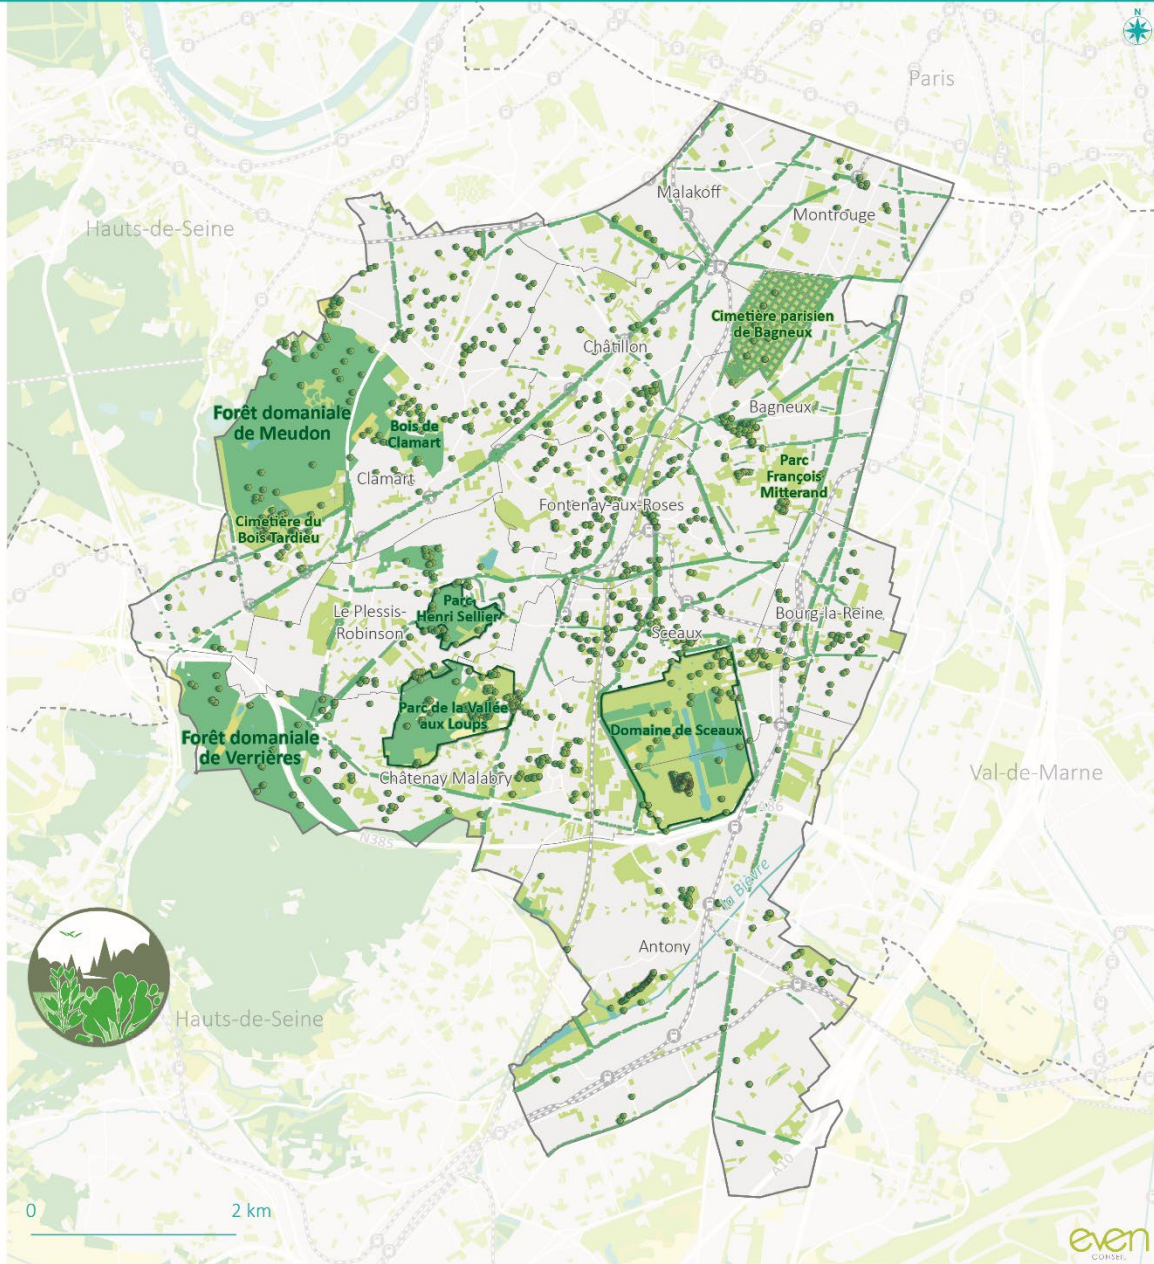 N
Paris
Malakoff
Montrouge
Hauts-de-Seine
Cimetière parisien
de Bagneux
Châtillon
Bagneux
Forêt domaniale
de Meudon
Bois de
Clamart
Clamart
Parc
François
Mitterand
Fontenay-aux-Roses
Cimetière du
Bois Tardieu
Le Plessis-
Robinson
Parc
Henri Sellier
Bourg-la-Reine
Sceaux
Parc de la Vallée
aux Loups
Domaine de Sceaux
Forêt domaniale
de Verrières
Châtenay Malabry
Val-de-Marne
A86
N385
la Bièvre
Antony
Hauts-de-Seine
A10
0
2 km
even
CONSEIL